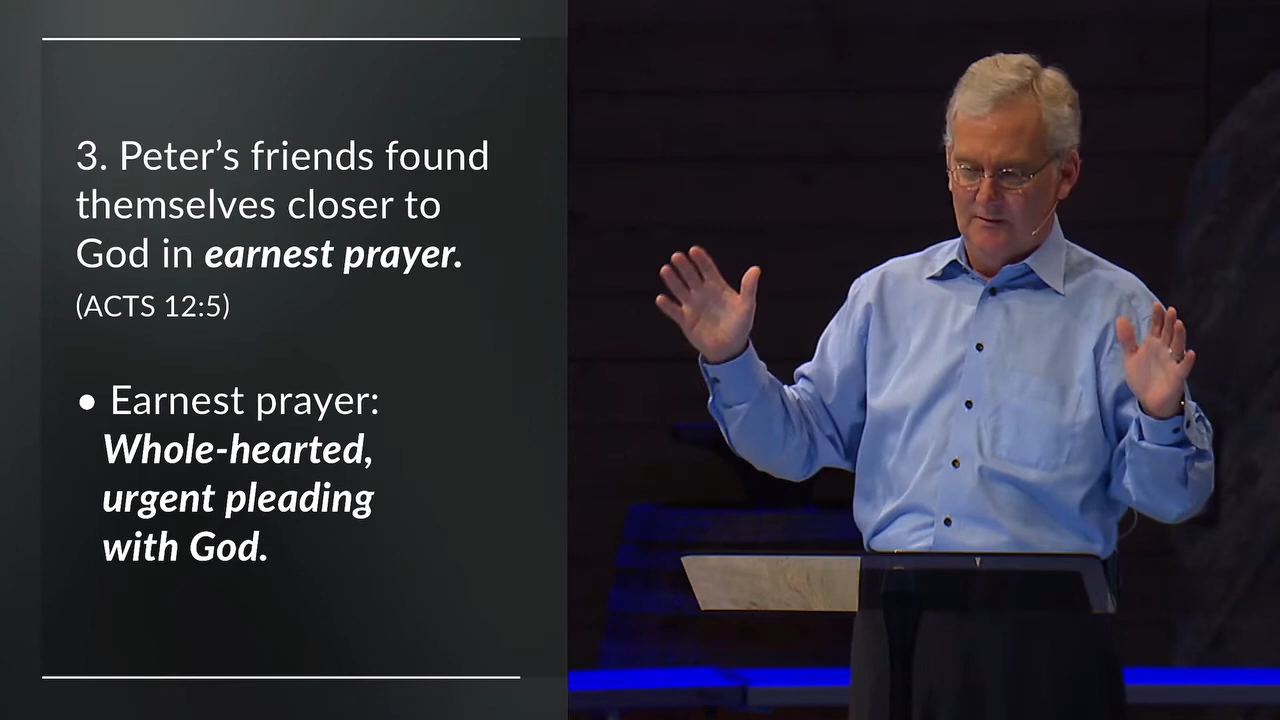 3. Peter’s friends found
themselves closer to
God in earnest prayer.
(ACTS 12:5)
• Earnest prayer:
Whole-hearted,
urgent pleading
with God.